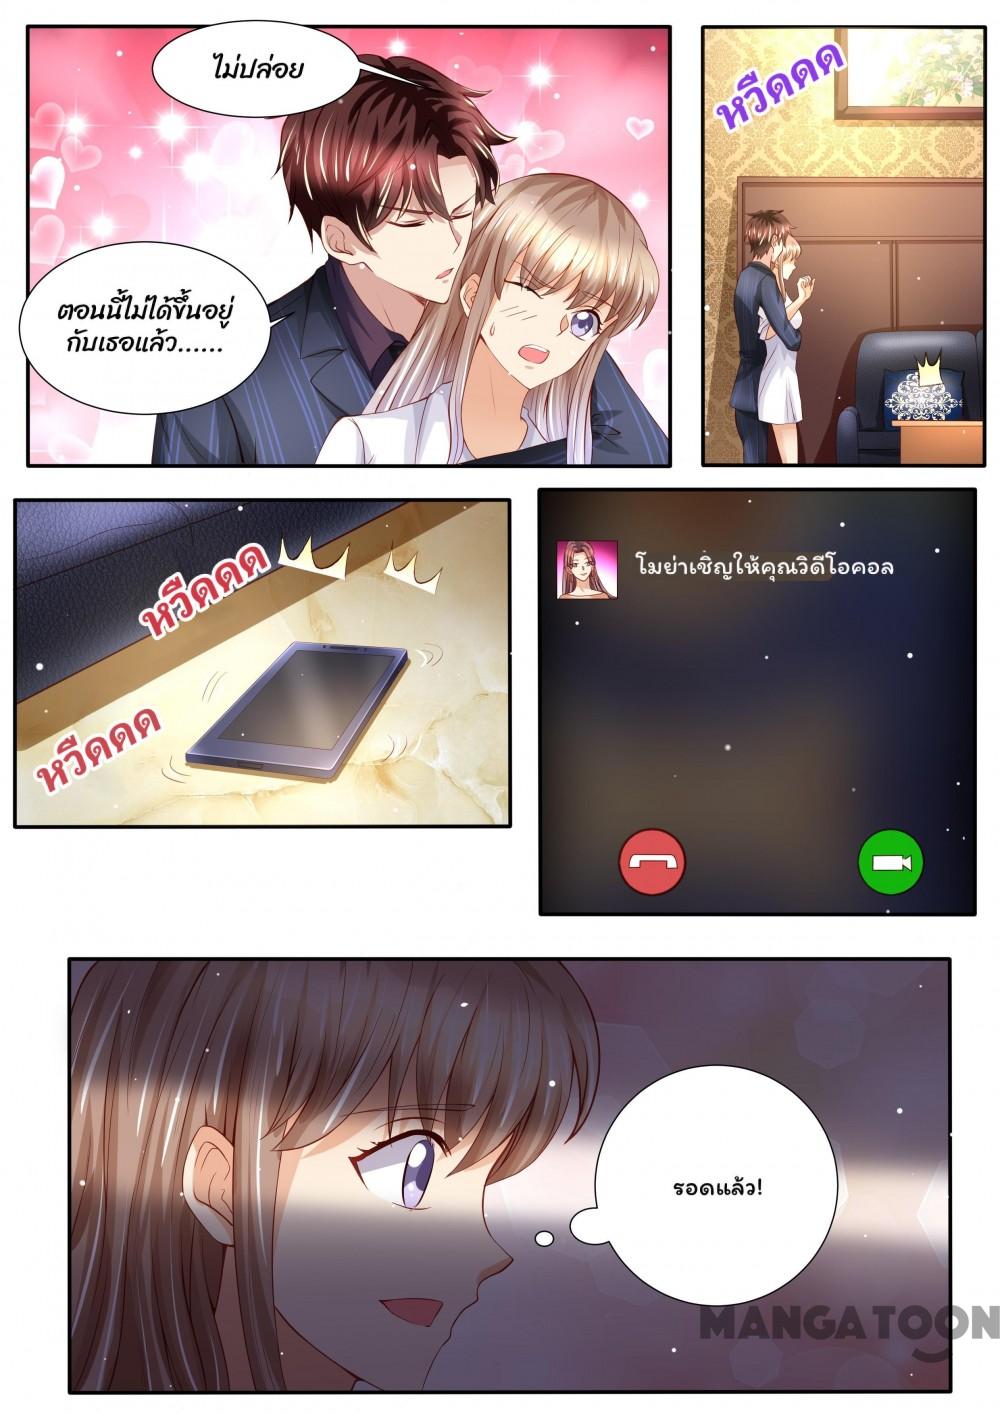 ไม่ปล่อย
ตอนนี้ไม่ได้ขึ้นอยู่
กับเธอแล้ว......
หวืดดด
หวืดดด
หวืดดด
โมย่าเชิญให้คุณวิดีโอคอล
รอดแล้ว!
MANGATOON